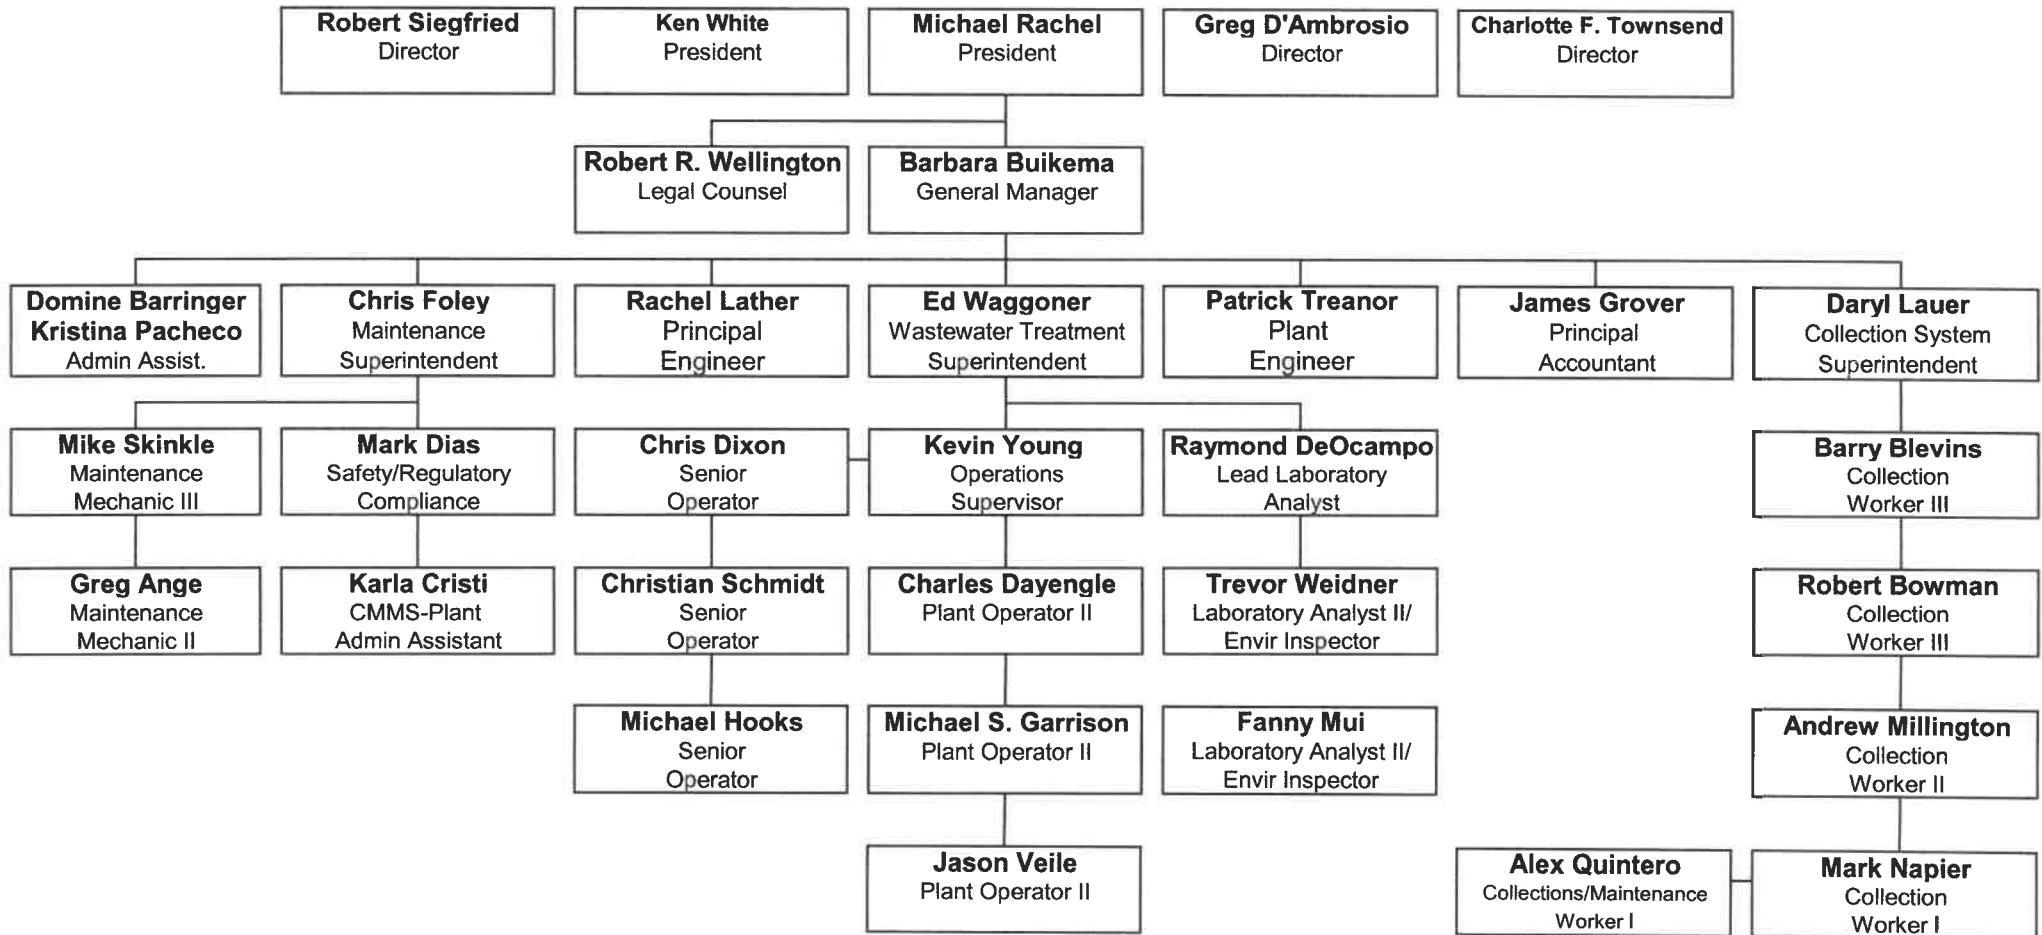 Robert Siegfried
Director
Ken White
President
Michael Rachel
President
Greg D'Ambrosio
Director
Charlotte F. Townsend
Director
Robert R. Wellington
Legal Counsel
Barbara Buikema
General Manager
Domine Barringer
Kristina Pacheco
Admin Assist.
Chris Foley
Maintenance
Superintendent
Rachel Lather
Principal
Engineer
Ed Waggoner
Wastewater Treatment
Superintendent
Patrick Treanor
Plant
Engineer
James Grover
Principal
Accountant
Daryl Lauer
Collection System
Superintendent
Mike Skinkle
Maintenance
Mechanic III
Mark Dias
Safety/Regulatory
Compliance
Chris Dixon
Senior
Operator
Kevin Young
Operations
Supervisor
Raymond DeOcampo
Lead Laboratory
Analyst
Barry Blevins
Collection
Worker III
Greg Ange
Maintenance
Mechanic II
Karla Cristi
CMMS-Plant
Admin Assistant
Christian Schmidt
Senior
Operator
Charles Dayengle
Plant Operator II
Trevor Weidner
Laboratory Analyst II/
Envir Inspector
Robert Bowman
Collection
Worker III
Michael Hooks
Senior
Operator
Michael S. Garrison
Plant Operator II
Fanny Mui
Laboratory Analyst II/
Envir Inspector
Andrew Millington
Collection
Worker II
Jason Veile
Plant Operator II
Alex Quintero
Collections/Maintenance
Worker I
Mark Napier
Collection
Worker I